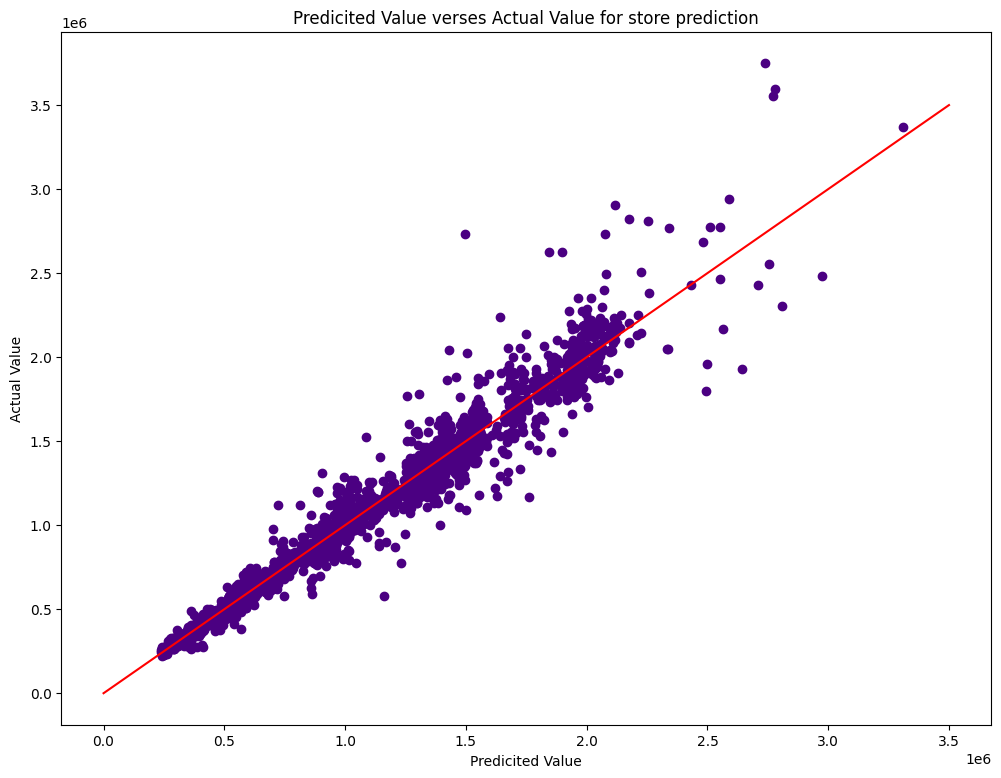 Predicited Value verses Actual Value for store prediction
1e6
3.5
3.0
2.5
2.0
1.5
1.0
0.5
0.0
Actual Value
0.0 0.5 1.0 1.5 2.0 2.5 3.0 3.5
1e6
Predicited Value